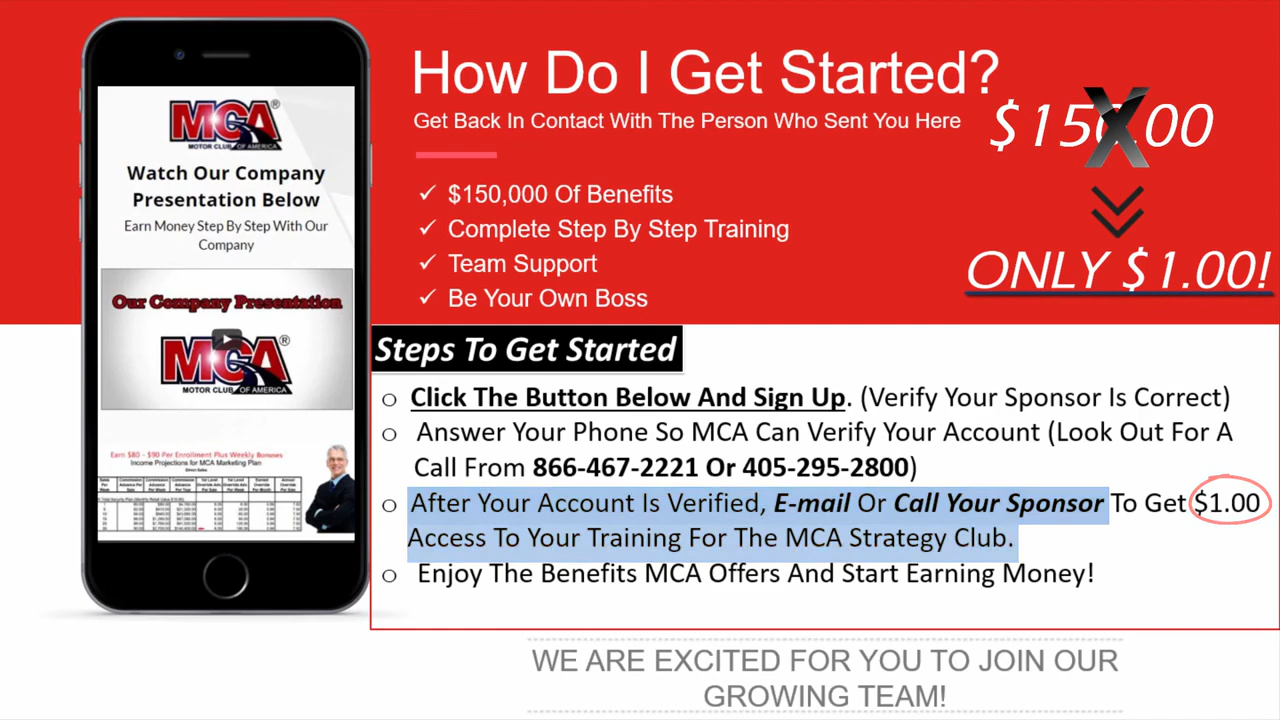 MCA®
MOTOR CLUB OF AMERICA
Watch Our Company
Presentation Below
Earn Money Step By Step With Our
Company
Our Company Presentation
MCA®
MOTOR CLUB OF AMERICA
Earn $80 - $90 Per Enrollment Plus Weekly Bonuses
Income Projections for MCA Marketing Plan
How Do I Get Started?
Get Back In Contact With The Person Who Sent You Here
✓ $150,000 Of Benefits
✓ Complete Step By Step Training
✓ Team Support
✓ Be Your Own Boss
$150.00
ONLY $1.00!
Steps To Get Started
o Click The Button Below And Sign Up. (Verify Your Sponsor Is Correct)
o Answer Your Phone So MCA Can Verify Your Account (Look Out For A
Call From 866-467-2221 Or 405-295-2800)
o After Your Account Is Verified, E-mail Or Call Your Sponsor To Get $1.00
Access To Your Training For The MCA Strategy Club.
o Enjoy The Benefits MCA Offers And Start Earning Money!
WE ARE EXCITED FOR YOU TO JOIN OUR
GROWING TEAM!